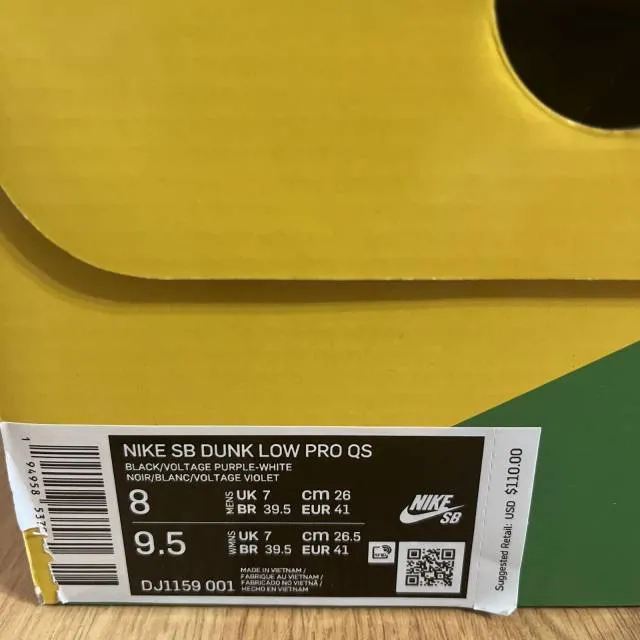 NIKE SB DUNK LOW PRO QS
BLACK/VOLTAGE PURPLE-WHITE
NOIR/BLANC/VOLTAGE VIOLET
8 MENS UK 7 cm 26
BR 39.5 EUR 41
9.5 WMNS UK 7 cm 26.5
BR 39.5 EUR 41
DJ1159 001
MADE IN VIETNAM /
FABRIQUÉ AU VIETNAM /
FABRICADO NO VIETNÃ /
HECHO EN VIETNAM
NIKE
SB
Suggested Retail: USD $110.00
1 94958